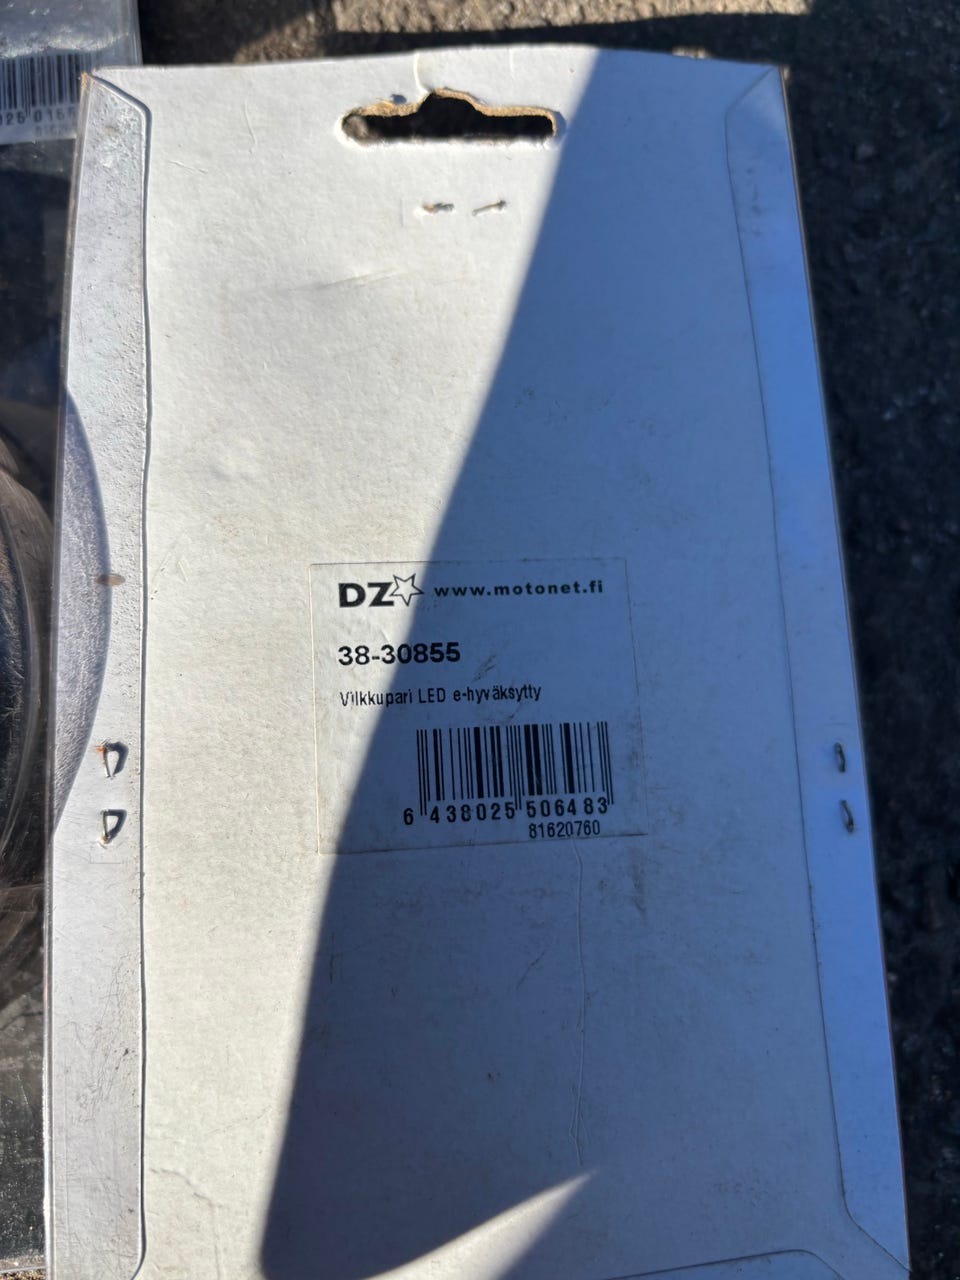 DZ www.motonet.fi
38-30855
Vilkkupari LED e-hyväksytty
6 438025 506483
81620760